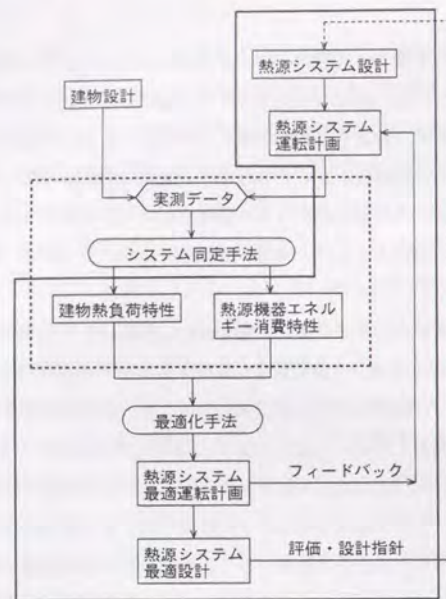 熱源システム設計
建物設計
熱源システム
運転計画
実測データ
システム同定手法
建物熱負荷特性
熱源機器エネル
ギー消費特性
最適化手法
熱源システム
最適運転計画
フィードバック
熱源システム
最適設計
評価・設計指針